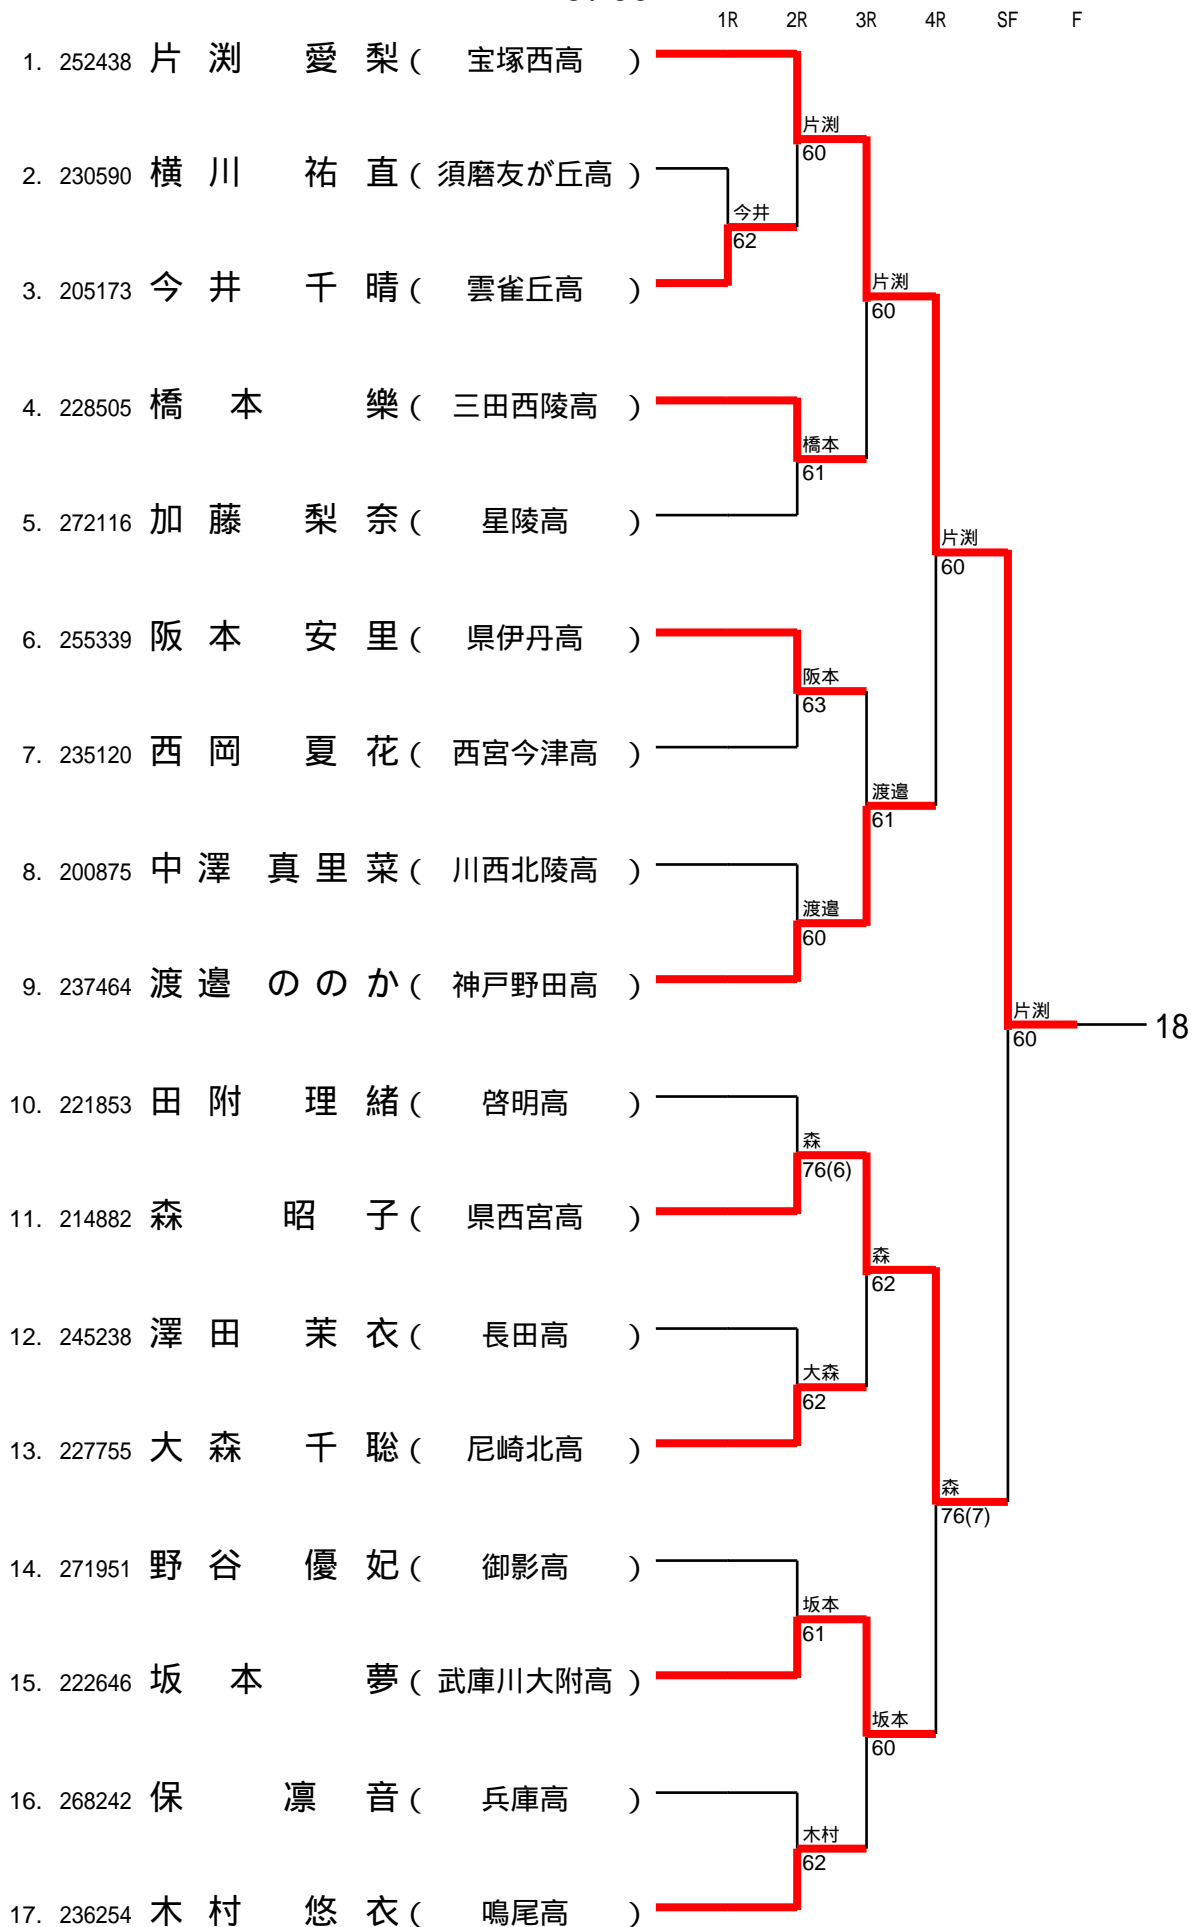 1R 2R 3R 4R SF F
1. 252438 片渕 愛梨 ( 宝塚西高 )
片渕
60
2. 230590 横川 祐直 ( 須磨友が丘高 )
今井
62
3. 205173 今井 千晴 ( 雲雀丘高 )
片渕
60
4. 228505 橋本 樂 ( 三田西陵高 )
橋本
61
5. 272116 加藤 梨奈 ( 星陵高 )
片渕
60
6. 255339 阪本 安里 ( 県伊丹高 )
阪本
63
7. 235120 西岡 夏花 ( 西宮今津高 )
渡邉
61
8. 200875 中澤 真里菜 ( 川西北陵高 )
渡邉
60
9. 237464 渡邉 ののか ( 神戸野田高 )
片渕
60
18
10. 221853 田附 理緒 ( 啓明高 )
森
76(6)
11. 214882 森 昭子 ( 県西宮高 )
森
62
12. 245238 澤田 茉衣 ( 長田高 )
大森
62
13. 227755 大森 千聡 ( 尼崎北高 )
森
76(7)
14. 271951 野谷 優妃 ( 御影高 )
坂本
61
15. 222646 坂本 夢 ( 武庫川大附高 )
坂本
60
16. 268242 保 凛音 ( 兵庫高 )
木村
62
17. 236254 木村 悠衣 ( 鳴尾高 )